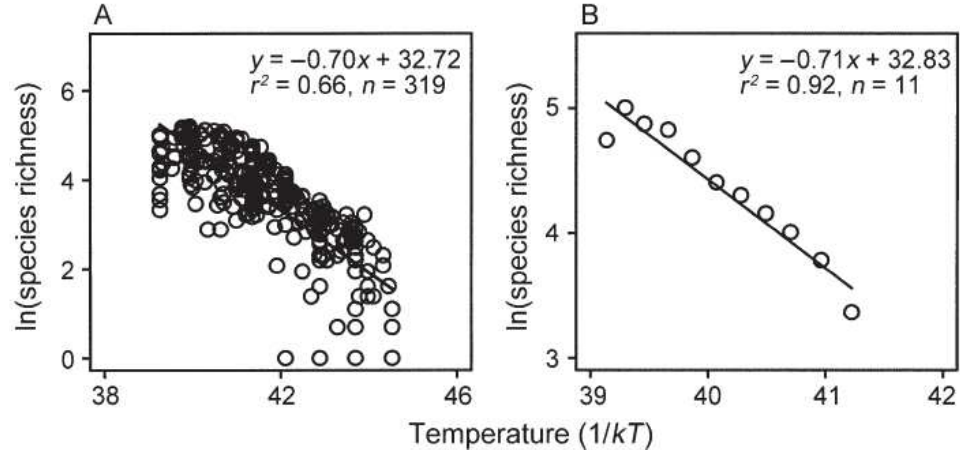 A
y = –0.70x + 32.72
r² = 0.66, n = 319
ln(species richness)
6
4
2
0
38
42
46
B
y = –0.71x + 32.83
r² = 0.92, n = 11
ln(species richness)
5
4
3
39
40
41
42
Temperature (1/kT)